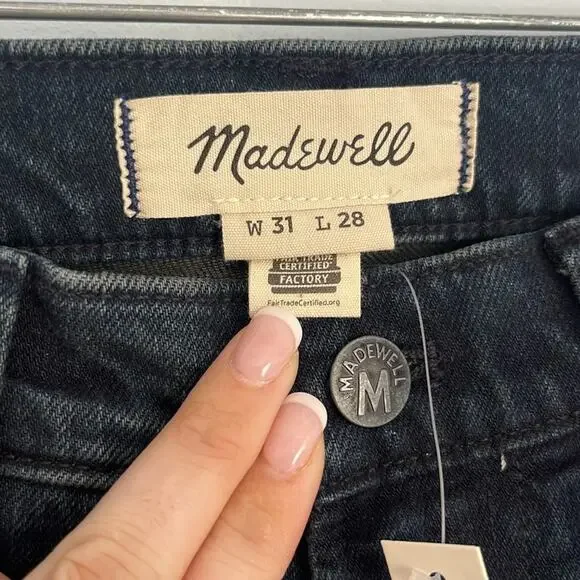 Madewell
W 31 L 28
FAIR TRADE
CERTIFIED
FACTORY
FairTradeCertified.org
MADEWELL
M